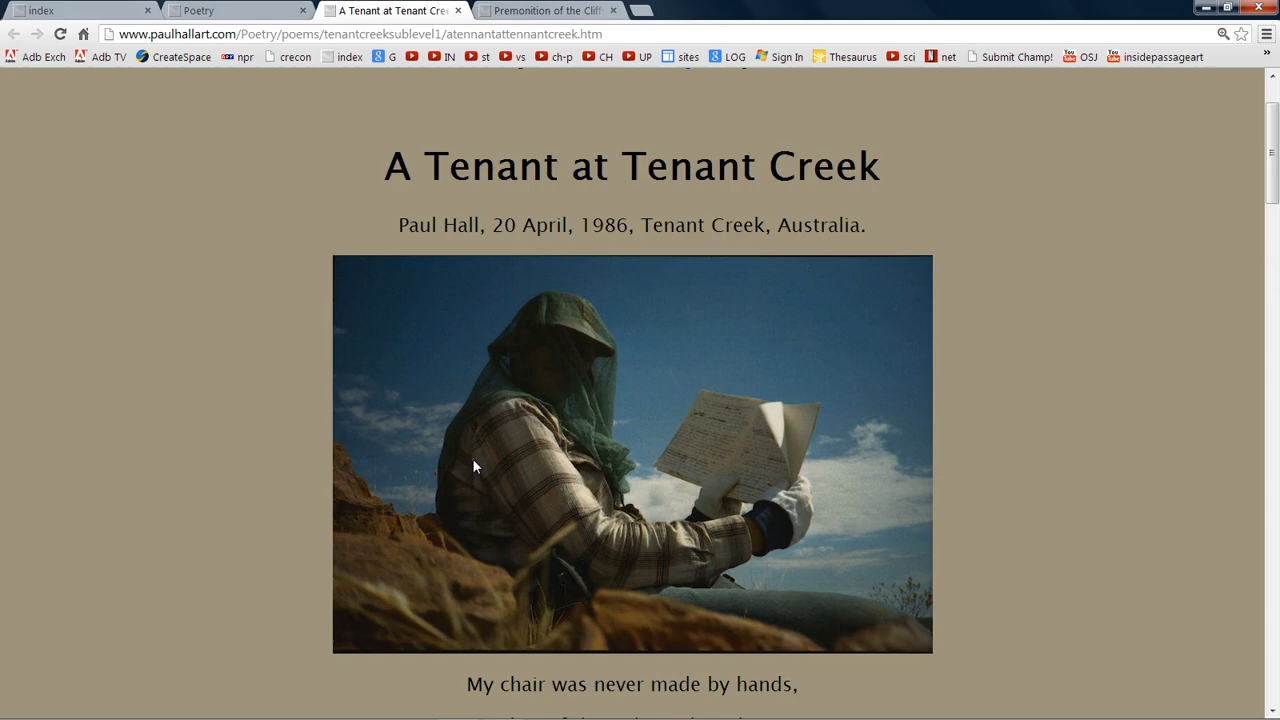 index
Poetry
A Tenant at Tenant Cre
Premonition of the Cliff
www.paulhallart.com/Poetry/poems/tenantcreeksublevel1/atennantattennantcreek.htm
Adb Exch Adb TV CreateSpace npr crecon index G IN st vs ch-p CH UP sites LOG Sign In Thesaurus sci net Submit Champ! OSJ insidepassageart
A Tenant at Tenant Creek
Paul Hall, 20 April, 1986, Tenant Creek, Australia.
My chair was never made by hands,